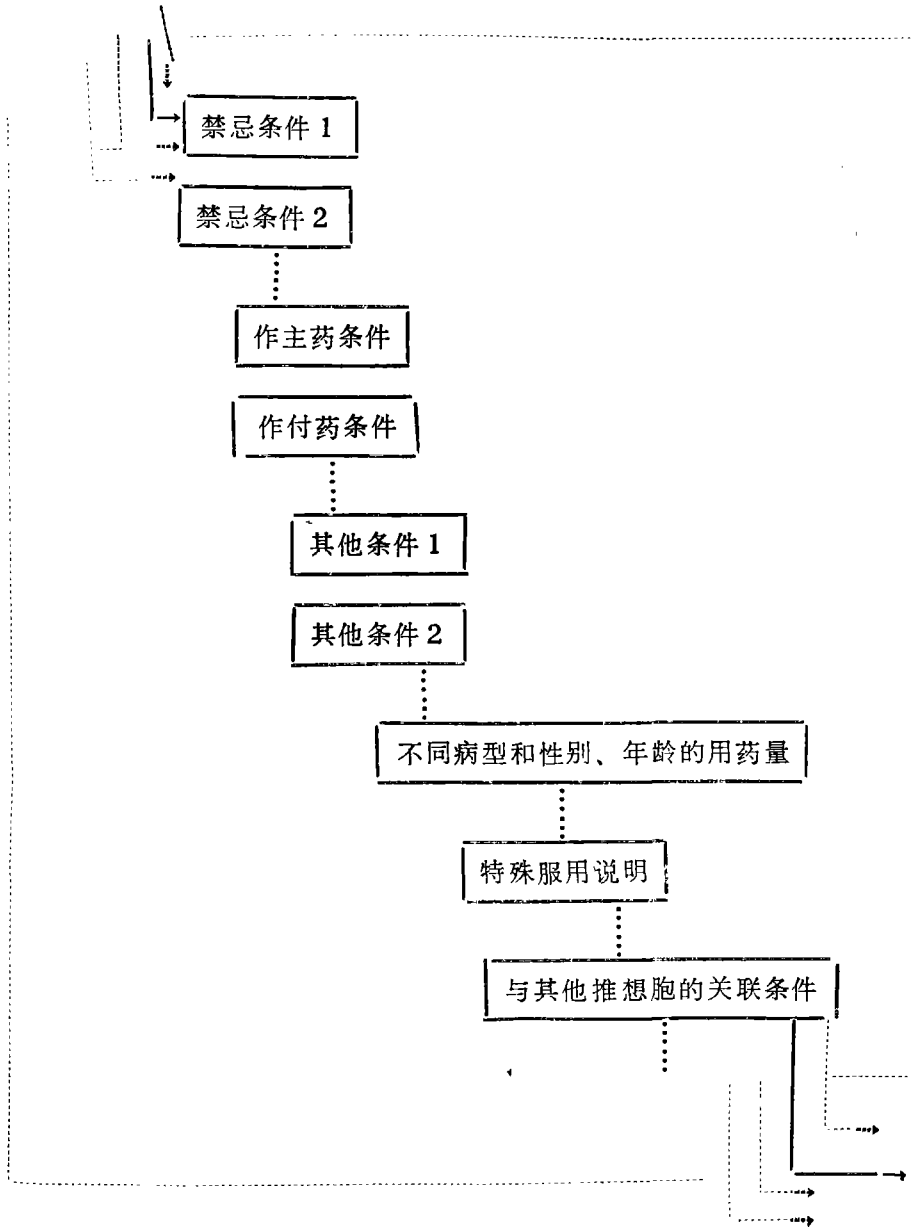 禁忌条件1
禁忌条件2
作主药条件
作付药条件
其他条件1
其他条件2
不同病型和性别、年龄的用药量
特殊服用说明
与其他推想胞的关联条件